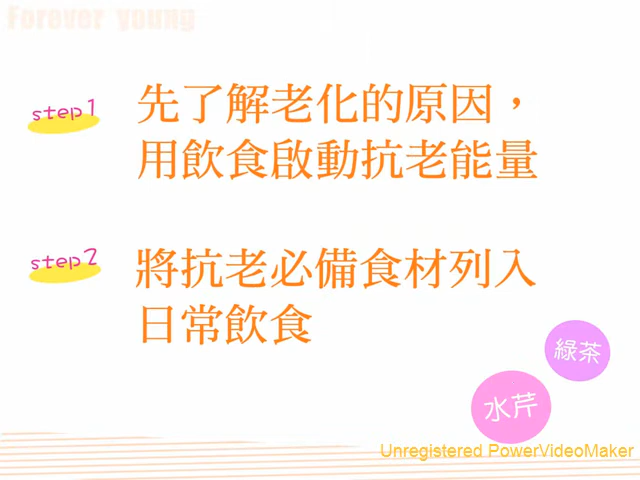 Forever young
step1
先了解老化的原因，
用飲食啟動抗老能量
step2
將抗老必備食材列入
日常飲食
綠茶
水芹
Unregistered PowerVideoMaker